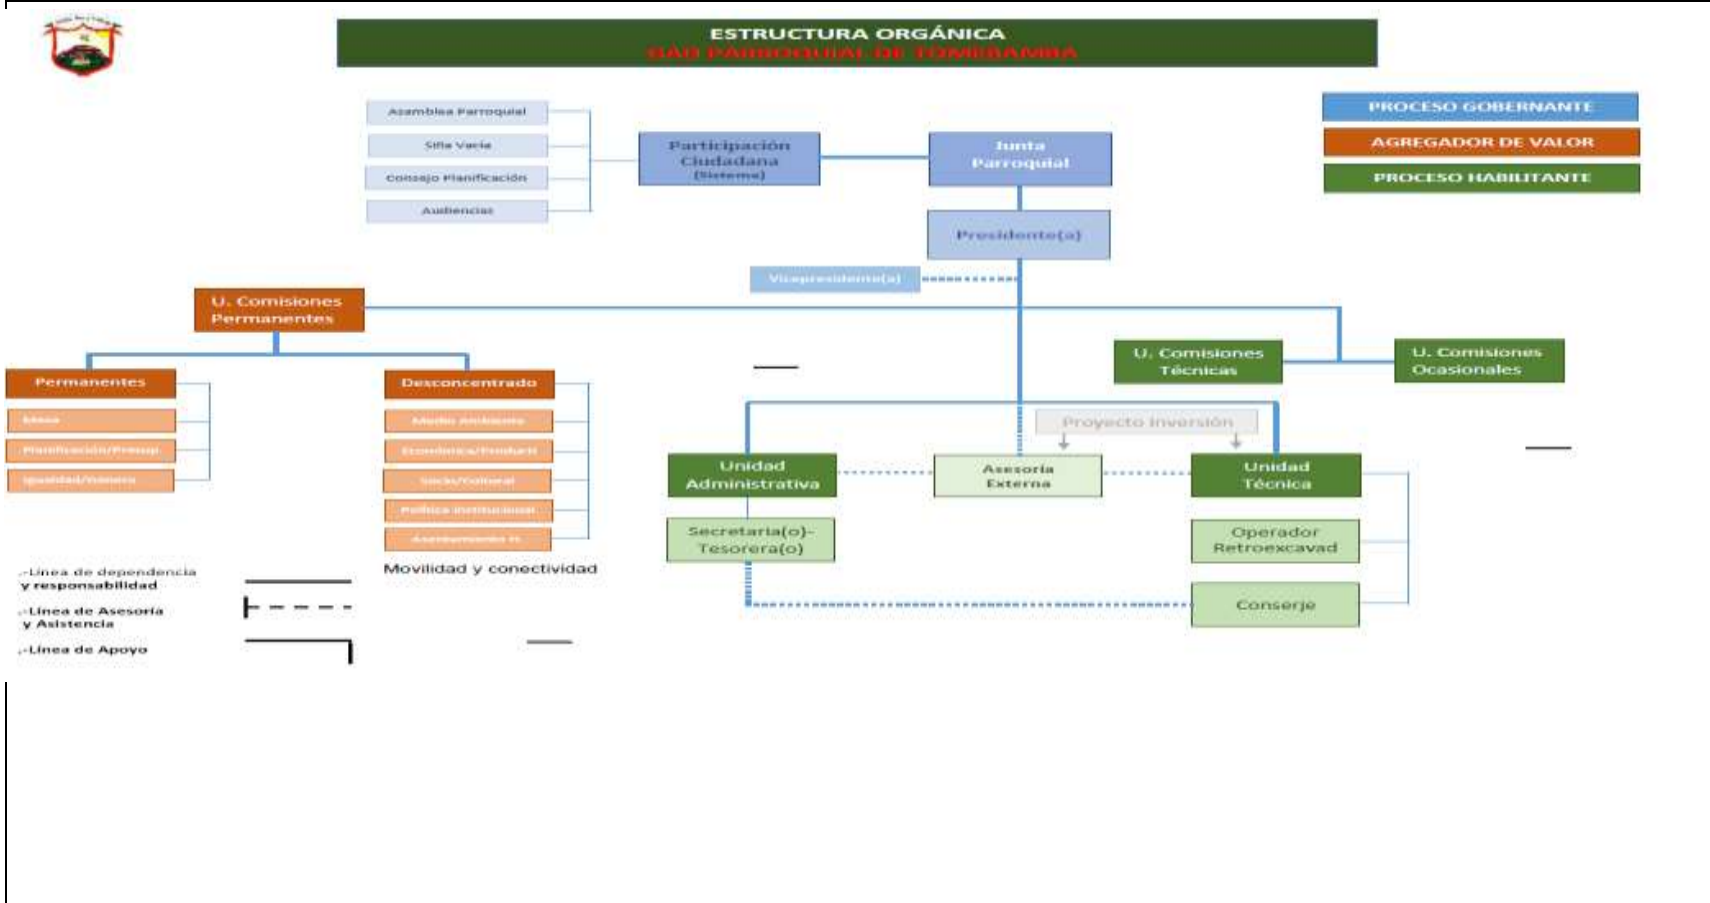 ESTRUCTURA ORGÁNICA
GAD PARROQUIAL DE TOMEBAMBA
PROCESO GOBERNANTE
AGREGADOR DE VALOR
PROCESO HABILITANTE
Asamblea Parroquial
Silla Vacía
Consejo Planificación
Audiencias
Participación
Ciudadana
(Sistema)
Junta
Parroquial
Presidente(a)
Vicepresidente(a)
U. Comisiones
Permanentes
U. Comisiones
Técnicas
U. Comisiones
Ocasionales
Permanentes
Mesa
Planificación/Presup
Igualdad/Genero
Desconcentrado
Medio Ambiente
Económica/Producti
Socio/Cultural
Política Institucional
Asentamiento H
Movilidad y conectividad
Proyecto Inversión
Unidad
Administrativa
Asesoría
Externa
Unidad
Técnica
Secretaria(o)-
Tesorera(o)
Operador
Retroexcavad
Conserje
.-Línea de dependencia
y responsabilidad
.-Línea de Asesoría
y Asistencia
.-Línea de Apoyo